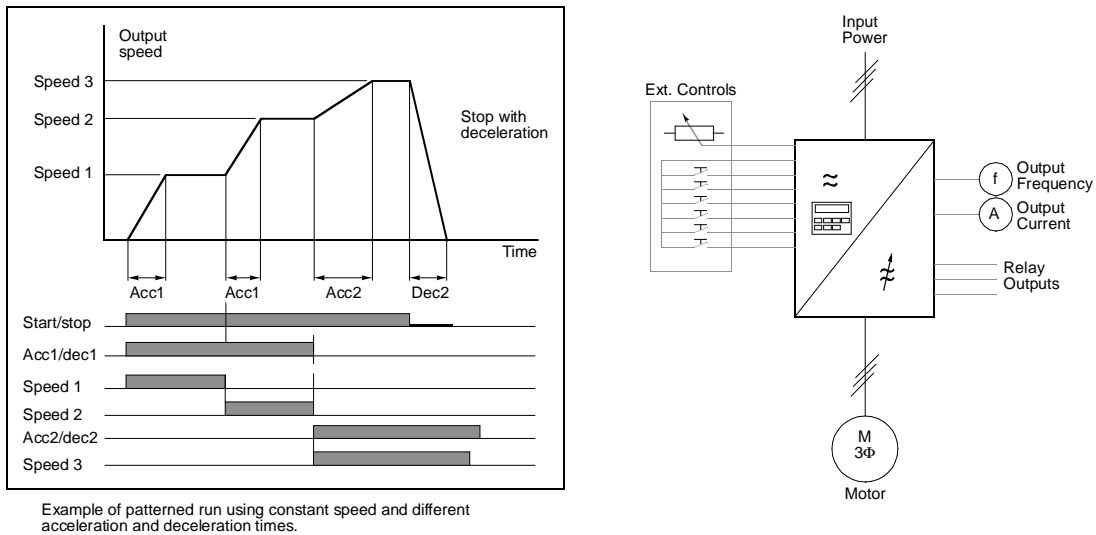 Output
speed
Speed 3
Speed 2
Speed 1
Stop with
deceleration
Time
Acc1
Acc1
Acc2
Dec2
Start/stop
Acc1/dec1
Speed 1
Speed 2
Acc2/dec2
Speed 3
Example of patterned run using constant speed and different
acceleration and deceleration times.
Input
Power
Ext. Controls
≈
f
Output
Frequency
A
Output
Current
Relay
Outputs
M
3Φ
Motor